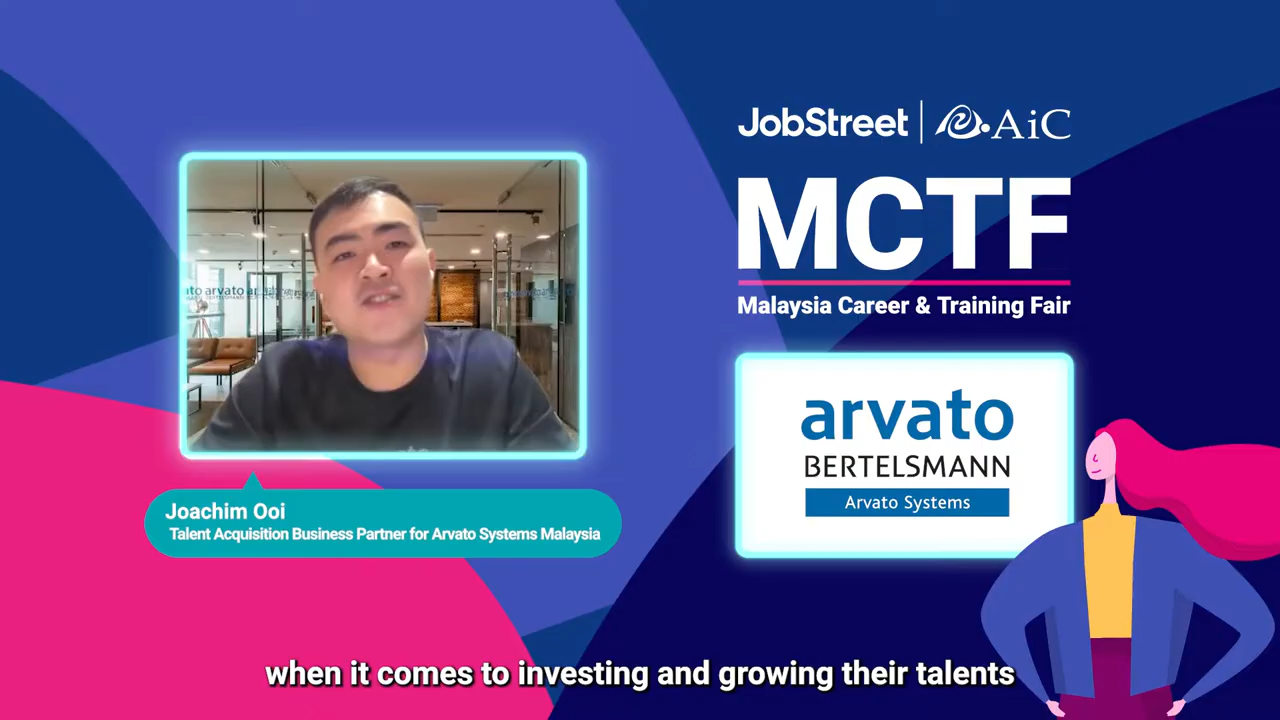 JobStreet | AiC
MCTF
Malaysia Career & Training Fair
arvato
arvato
BERTELSMANN
Arvato Systems
Joachim Ooi
Talent Acquisition Business Partner for Arvato Systems Malaysia
when it comes to investing and growing their talents